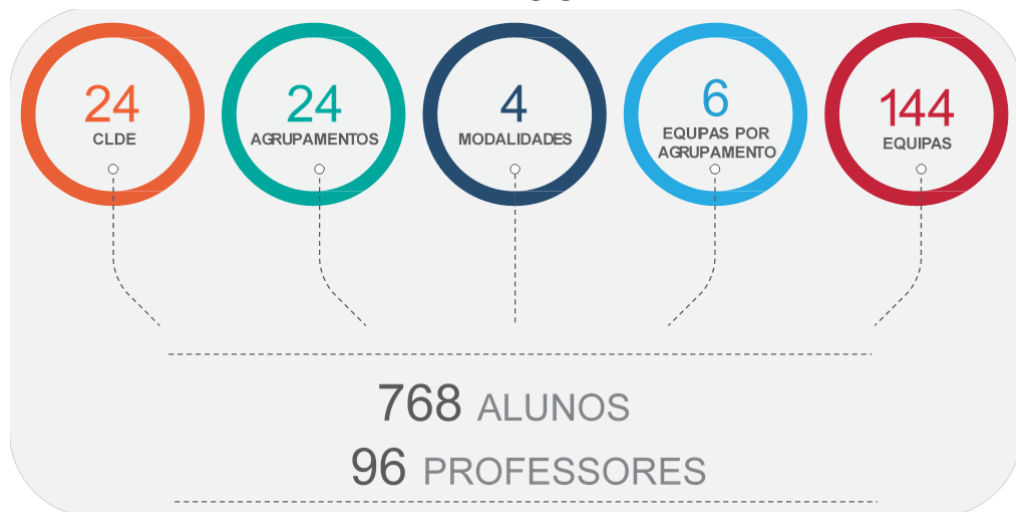 24
CLDE
24
AGRUPAMENTOS
4
MODALIDADES
6
EQUPAS POR
AGRUPAMENTO
144
EQUIPAS
768 ALUNOS
96 PROFESSORES